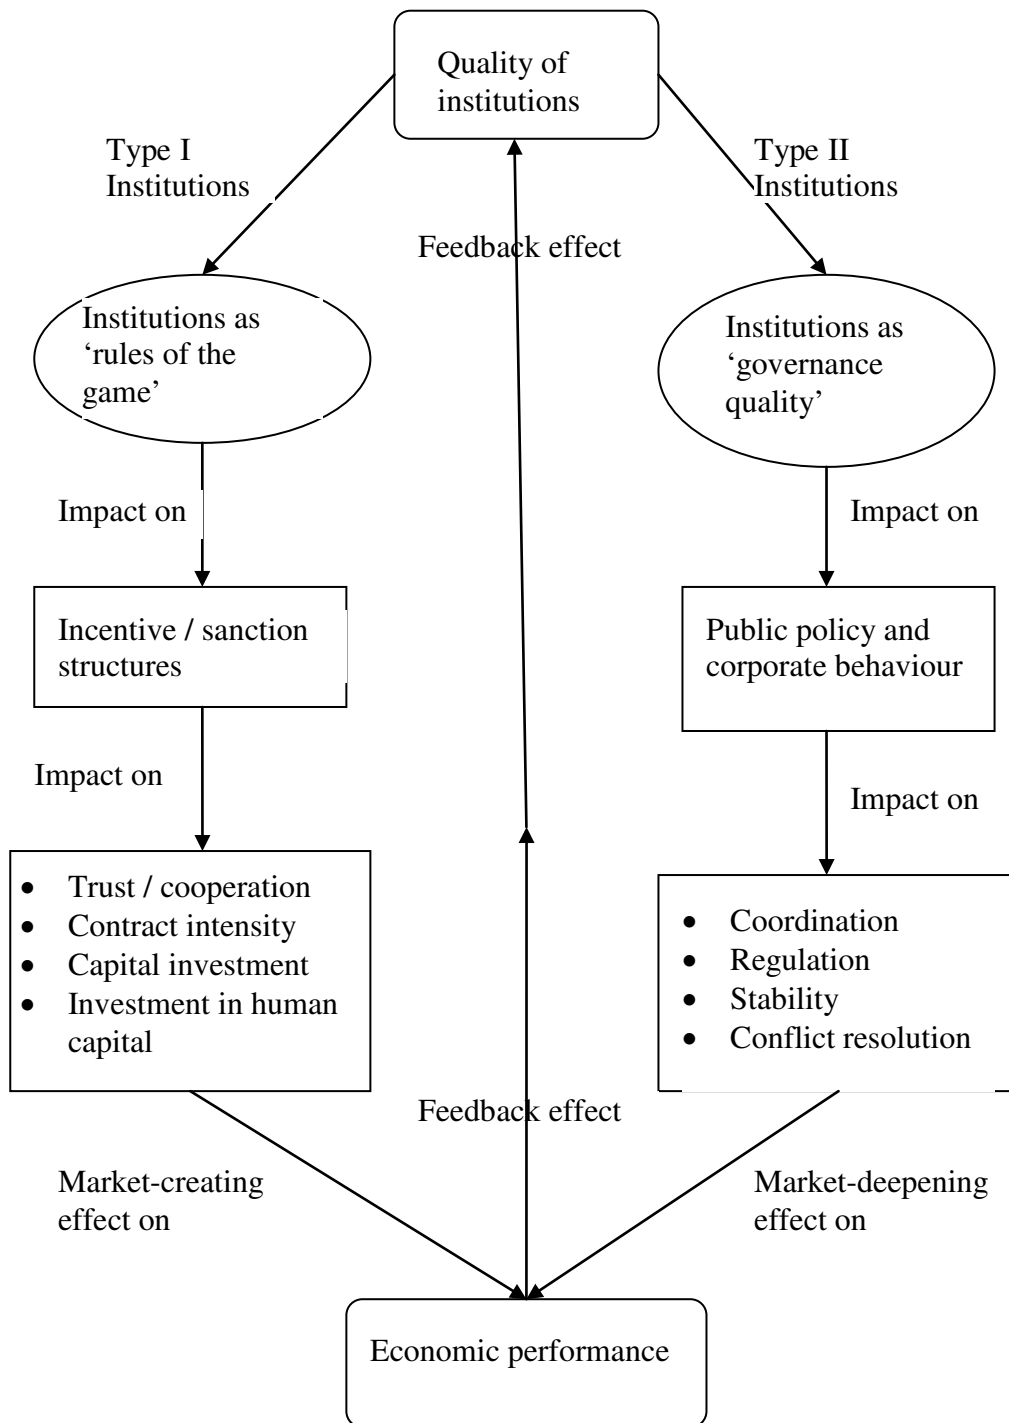 Quality of
institutions
Type I
Institutions
Type II
Institutions
Feedback effect
Institutions as
‘rules of the
game’
Institutions as
‘governance
quality’
Impact on
Impact on
Incentive / sanction
structures
Public policy and
corporate behaviour
Impact on
Impact on
• Trust / cooperation
• Contract intensity
• Capital investment
• Investment in human
capital
• Coordination
• Regulation
• Stability
• Conflict resolution
Feedback effect
Market-creating
effect on
Market-deepening
effect on
Economic performance